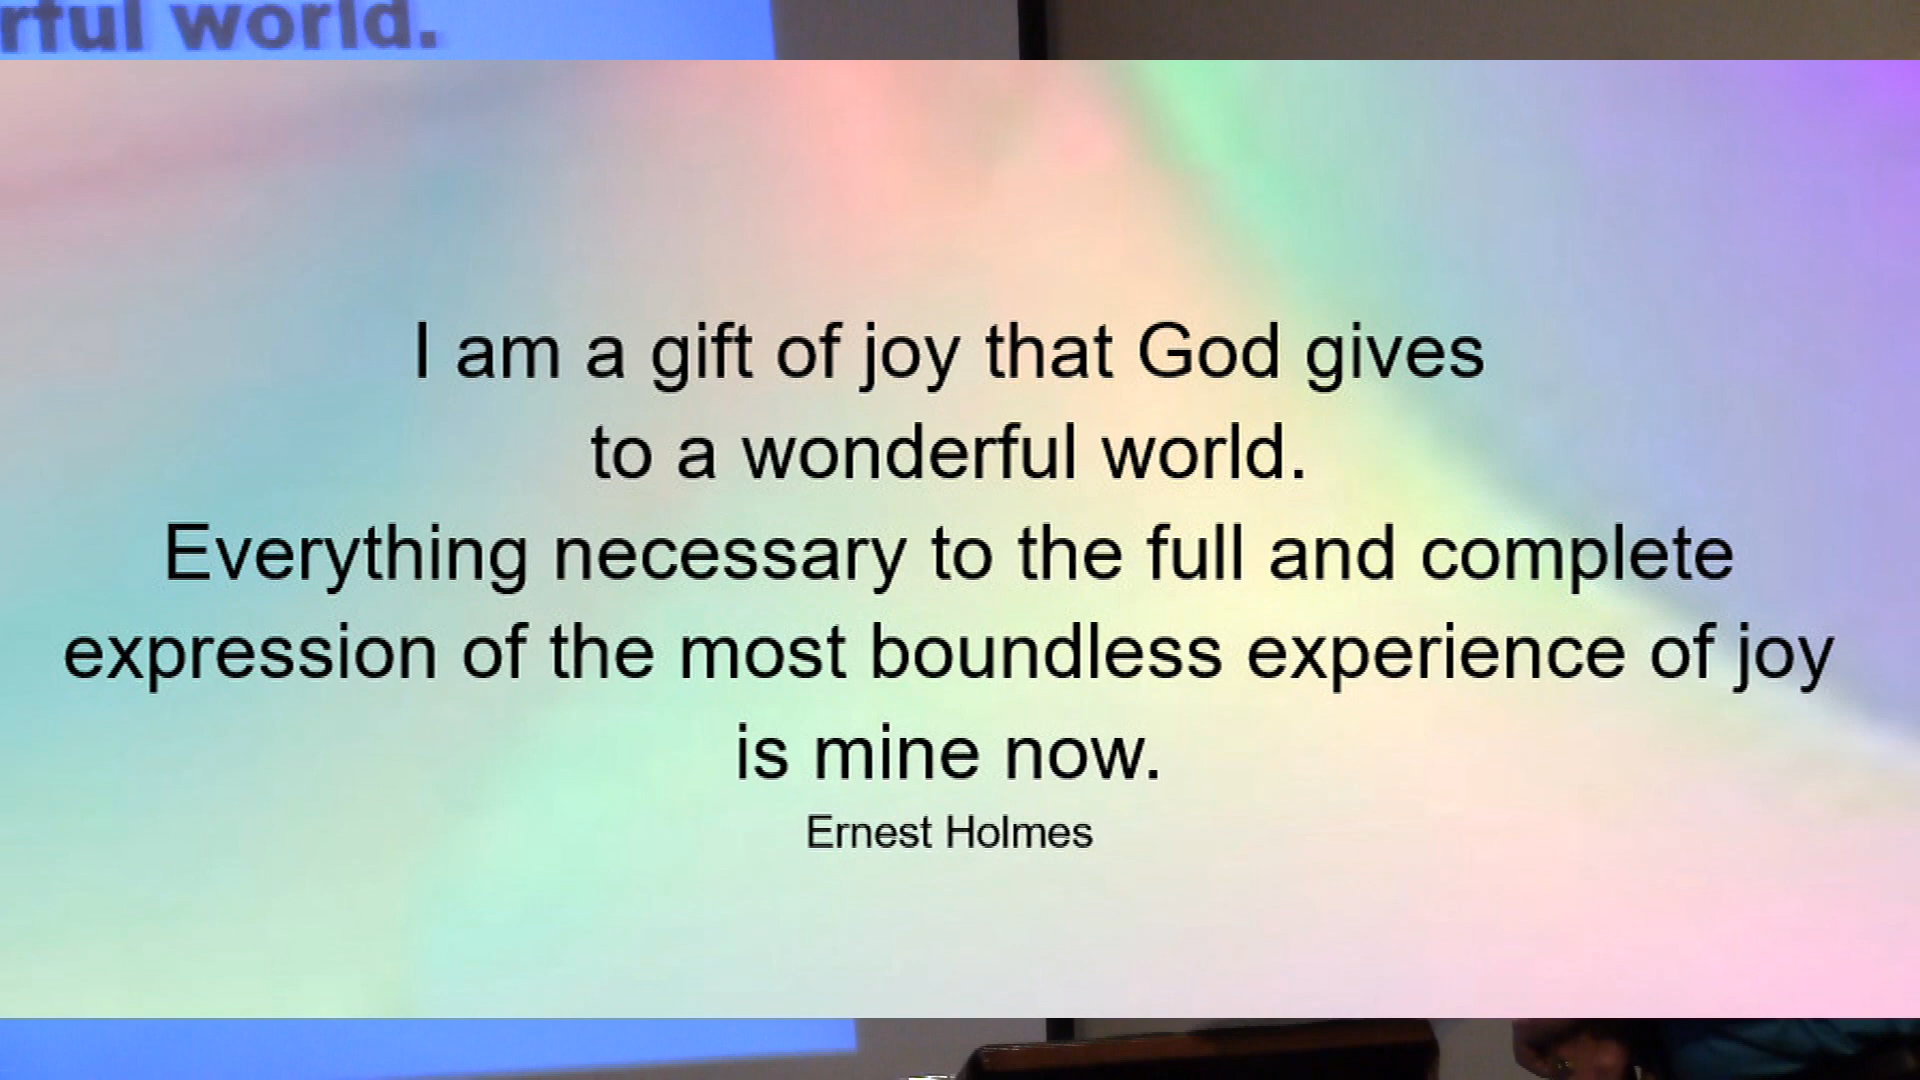 rful world.
I am a gift of joy that God gives
to a wonderful world.
Everything necessary to the full and complete
expression of the most boundless experience of joy
is mine now.
Ernest Holmes